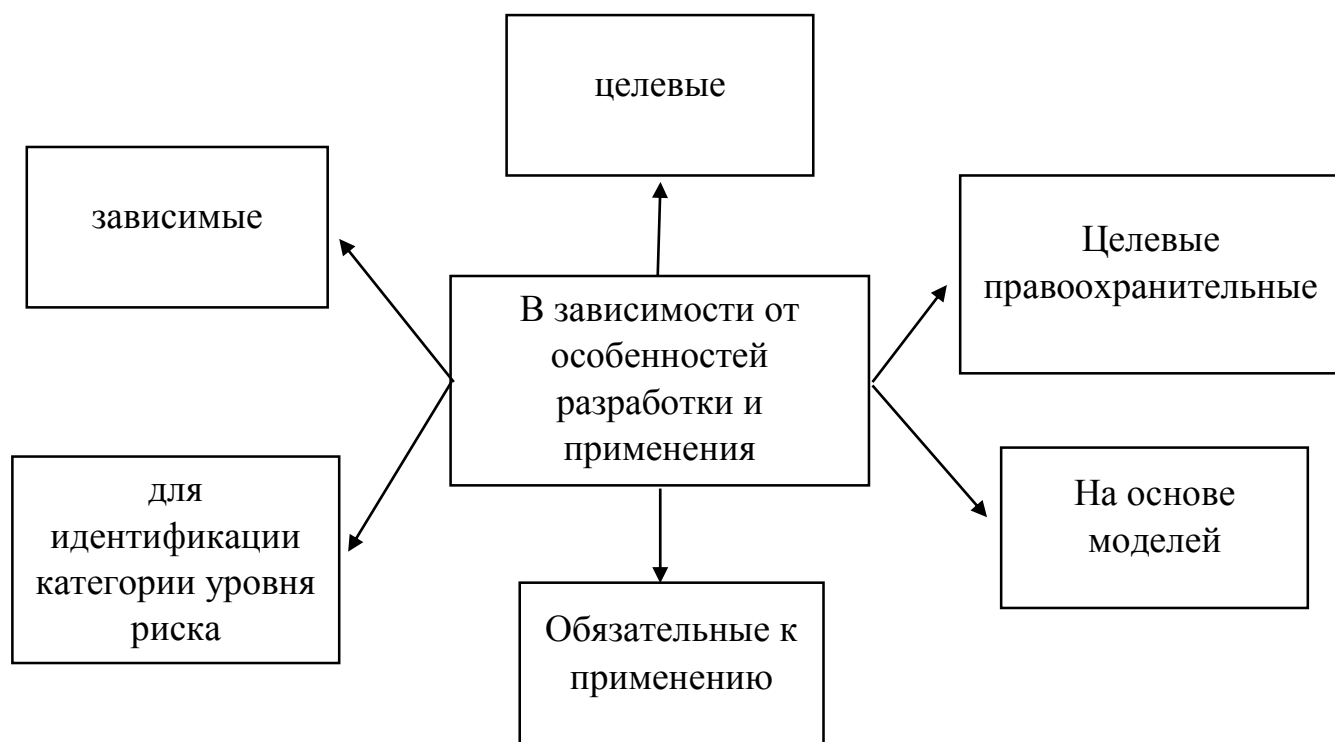 целевые
зависимые
Целевые
правоохранительные
В зависимости от
особенностей
разработки и
применения
для
идентификации
категории уровня
риска
На основе
моделей
Обязательные к
применению